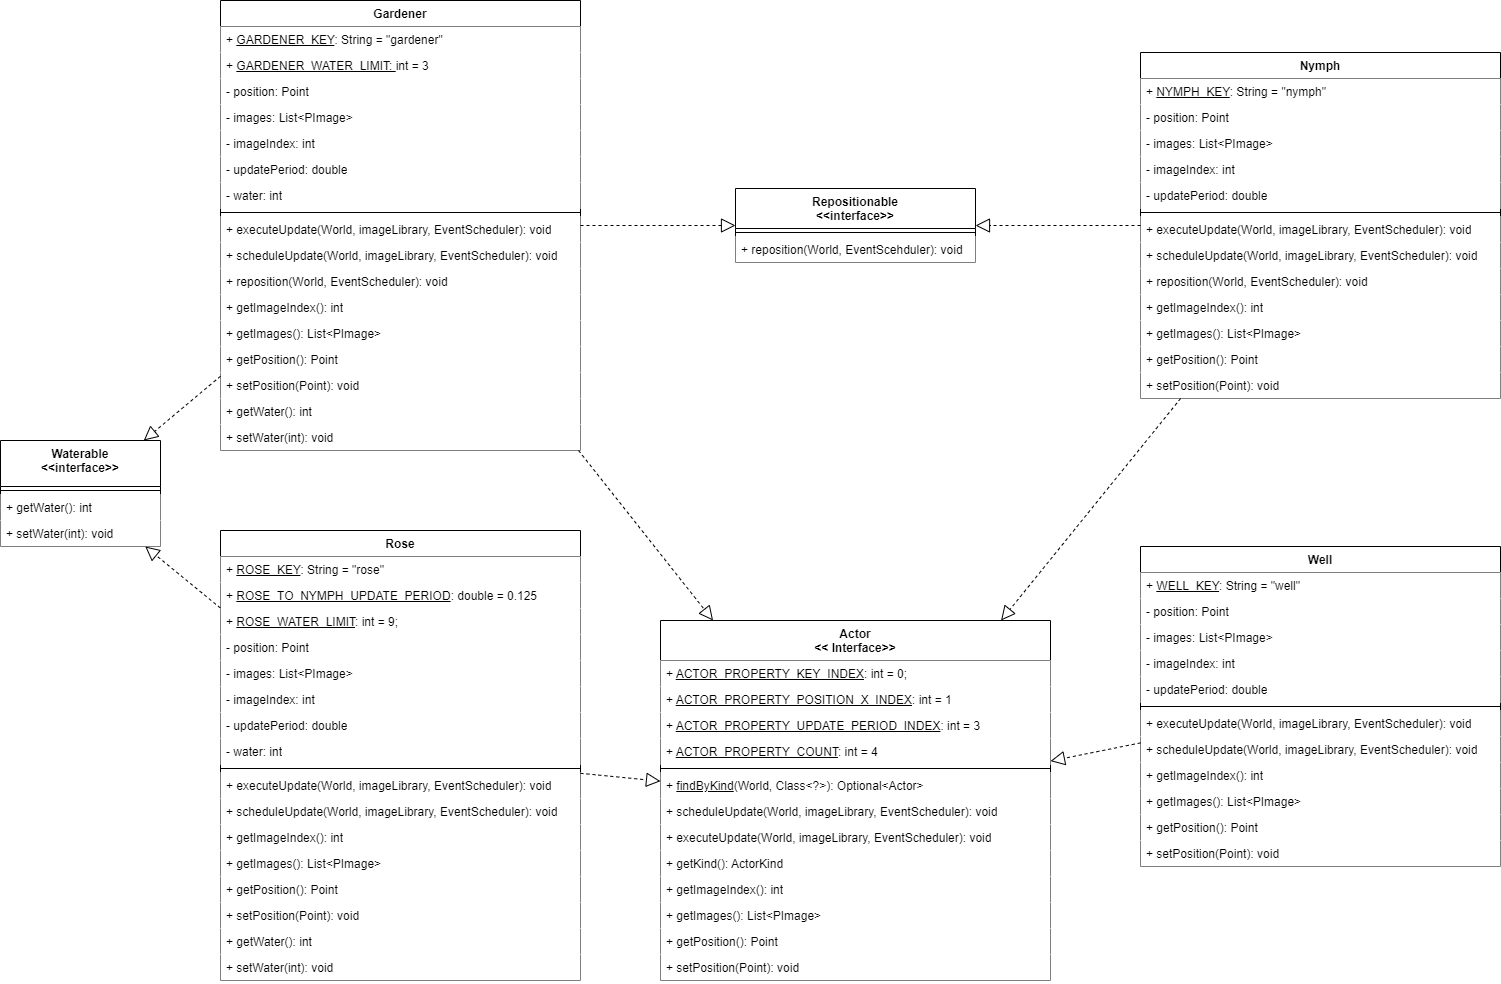 Gardener
+ GARDENER_KEY: String = "gardener"
+ GARDENER_WATER_LIMIT: int = 3
- position: Point
- images: List<PImage>
- imageIndex: int
- updatePeriod: double
- water: int
+ executeUpdate(World, imageLibrary, EventScheduler): void
+ scheduleUpdate(World, imageLibrary, EventScheduler): void
+ reposition(World, EventScheduler): void
+ getImageIndex(): int
+ getImages(): List<PImage>
+ getPosition(): Point
+ setPosition(Point): void
+ getWater(): int
+ setWater(int): void
Repositionable
<<interface>>
+ reposition(World, EventScehduler): void
Nymph
+ NYMPH_KEY: String = "nymph"
- position: Point
- images: List<PImage>
- imageIndex: int
- updatePeriod: double
+ executeUpdate(World, imageLibrary, EventScheduler): void
+ scheduleUpdate(World, imageLibrary, EventScheduler): void
+ reposition(World, EventScheduler): void
+ getImageIndex(): int
+ getImages(): List<PImage>
+ getPosition(): Point
+ setPosition(Point): void
Waterable
<<interface>>
+ getWater(): int
+ setWater(int): void
Rose
+ ROSE_KEY: String = "rose"
+ ROSE_TO_NYMPH_UPDATE_PERIOD: double = 0.125
+ ROSE_WATER_LIMIT: int = 9;
- position: Point
- images: List<PImage>
- imageIndex: int
- updatePeriod: double
- water: int
+ executeUpdate(World, imageLibrary, EventScheduler): void
+ scheduleUpdate(World, imageLibrary, EventScheduler): void
+ getImageIndex(): int
+ getImages(): List<PImage>
+ getPosition(): Point
+ setPosition(Point): void
+ getWater(): int
+ setWater(int): void
Actor
<< Interface>>
+ ACTOR_PROPERTY_KEY_INDEX: int = 0;
+ ACTOR_PROPERTY_POSITION_X_INDEX: int = 1
+ ACTOR_PROPERTY_UPDATE_PERIOD_INDEX: int = 3
+ ACTOR_PROPERTY_COUNT: int = 4
+ findByKind(World, Class<?>): Optional<Actor>
+ scheduleUpdate(World, imageLibrary, EventScheduler): void
+ executeUpdate(World, imageLibrary, EventScheduler): void
+ getKind(): ActorKind
+ getImageIndex(): int
+ getImages(): List<PImage>
+ getPosition(): Point
+ setPosition(Point): void
Well
+ WELL_KEY: String = "well"
- position: Point
- images: List<PImage>
- imageIndex: int
- updatePeriod: double
+ executeUpdate(World, imageLibrary, EventScheduler): void
+ scheduleUpdate(World, imageLibrary, EventScheduler): void
+ getImageIndex(): int
+ getImages(): List<PImage>
+ getPosition(): Point
+ setPosition(Point): void